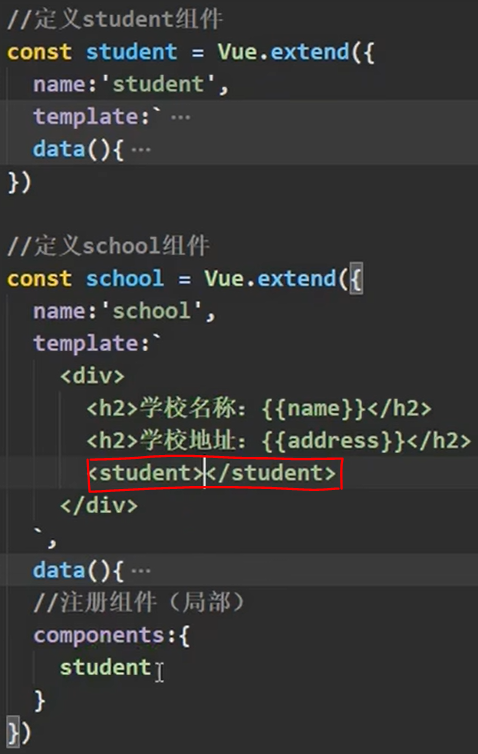 //定义student组件
const student = Vue.extend({
name:'student',
template:` ···
data(){ ···
})
//定义school组件
const school = Vue.extend({
name:'school',
template:`
<div>
<h2>学校名称：{{name}}</h2>
<h2>学校地址：{{address}}</h2>
<student></student>
</div>
`,
data(){ ···
//注册组件（局部）
components:{
student
}
})